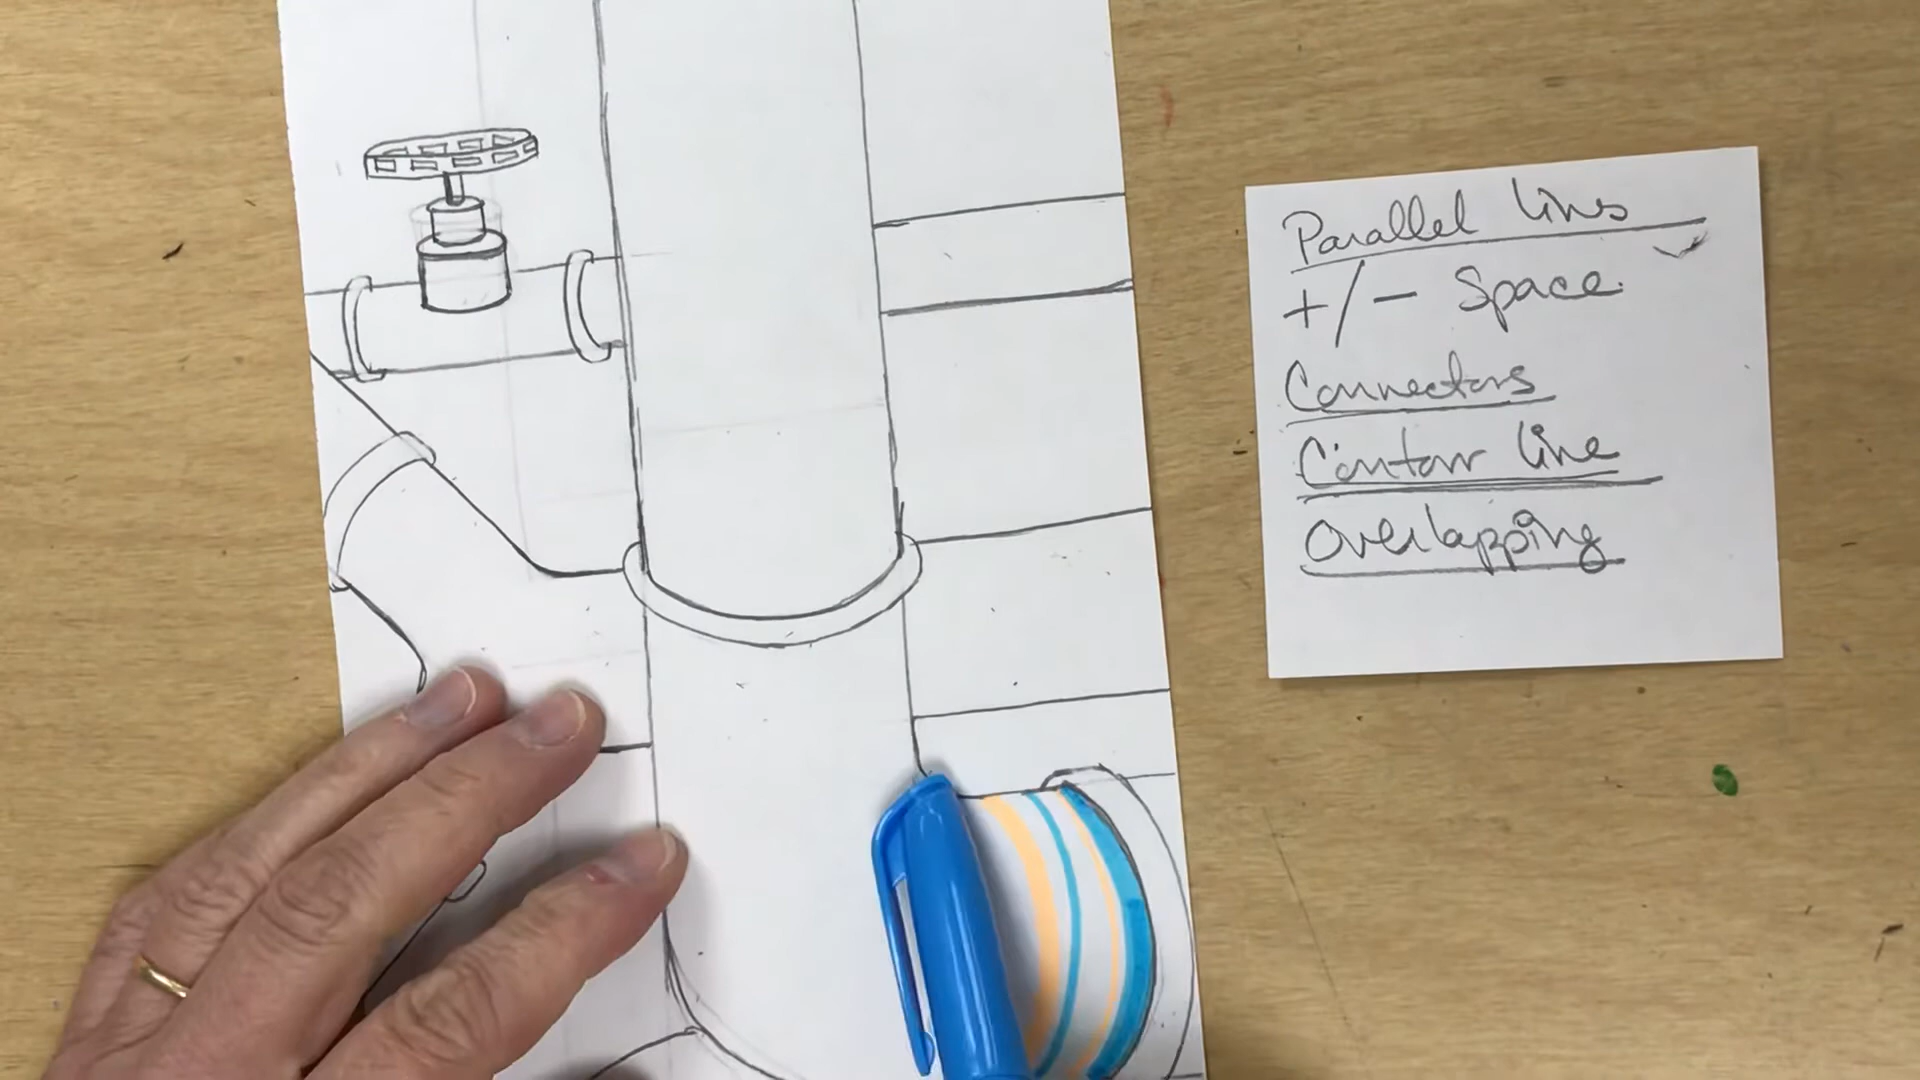 Parallel lines
+/- Space
Connectors
Contour line
Overlapping